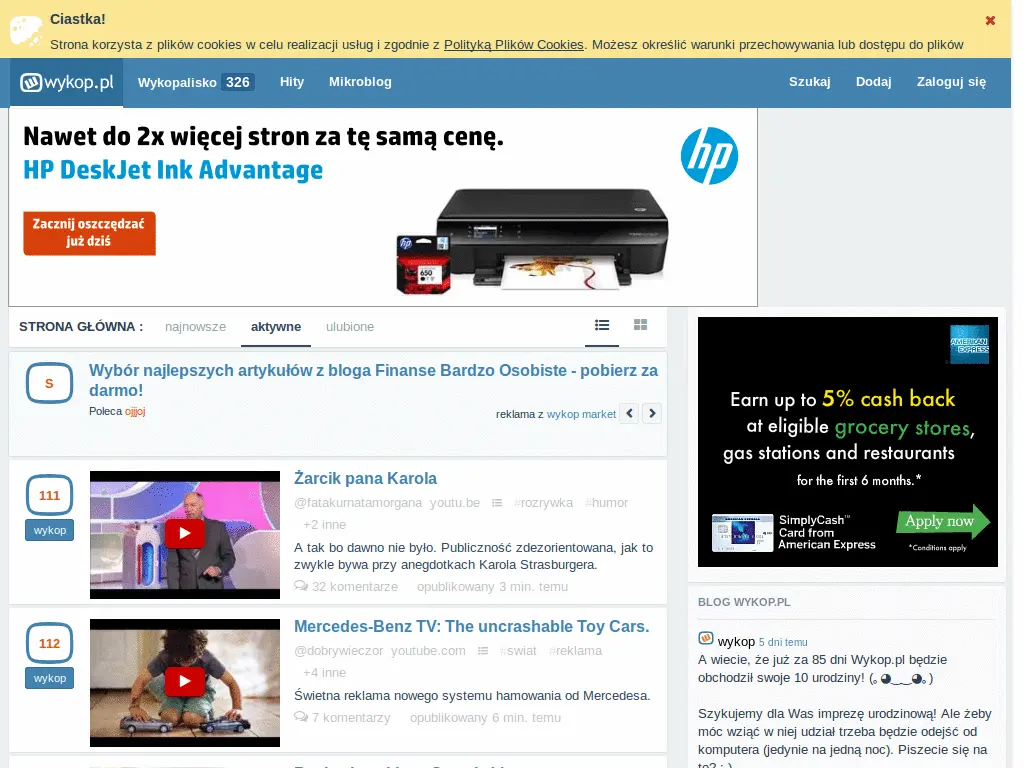 Ciastka!
Strona korzysta z plików cookies w celu realizacji usług i zgodnie z Polityką Plików Cookies. Możesz określić warunki przechowywania lub dostępu do plików
wykop.pl Wykopalisko 326 Hity Mikroblog Szukaj Dodaj Zaloguj się
Nawet do 2x więcej stron za tę samą cenę.
HP DeskJet Ink Advantage
hp
Zacznij oszczędzać
już dziś
hp
650
STRONA GŁÓWNA : najnowsze aktywne ulubione
S
Wybór najlepszych artykułów z bloga Finanse Bardzo Osobiste - pobierz za
darmo!
Poleca ojjjoj
reklama z wykop market
111
wykop
Żarcik pana Karola
@fatakumatamorgana youtu.be #rozrywka #humor
+2 inne
A tak bo dawno nie było. Publiczność zdezorientowana, jak to
zwykle bywa przy anegdotkach Karola Strasburgera.
32 komentarze opublikowany 3 min. temu
112
wykop
Mercedes-Benz TV: The uncrashable Toy Cars.
@dobrywieczor youtube.com #swiat #reklama
+4 inne
Świetna reklama nowego systemu hamowania od Mercedesa.
7 komentarzy opublikowany 6 min. temu
AMERICAN
EXPRESS
Earn up to 5% cash back
at eligible grocery stores,
gas stations and restaurants
for the first 6 months.*
SimplyCash™
Card from
American Express
Apply now
*Conditions apply
BLOG WYKOP.PL
wykop 5 dni temu
A wiecie, że już za 85 dni Wykop.pl będzie
obchodził swoje 10 urodziny! (｡◕‿‿◕｡)
Szykujemy dla Was imprezę urodzinową! Ale żeby
móc wziąć w niej udział trzeba będzie odejść od
komputera (jedynie na jedną noc). Piszecie się na
to? ; )